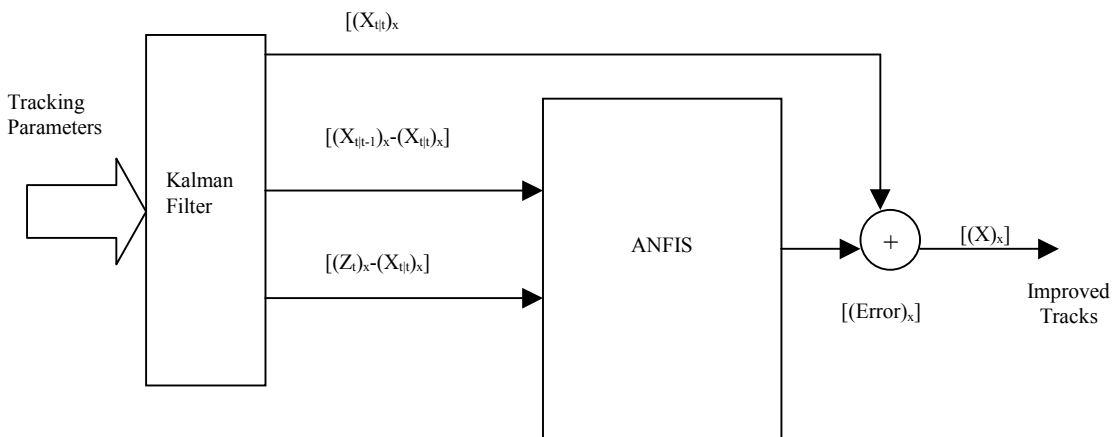 [(X_{t|t})_x
Tracking
Parameters
[(X_{t|t-1})_x-(X_{t|t})_x]
Kalman
Filter
[(Z_t)_x-(X_{t|t})_x]
ANFIS
+
[(X)_x]
[(Error)_x]
Improved
Tracks